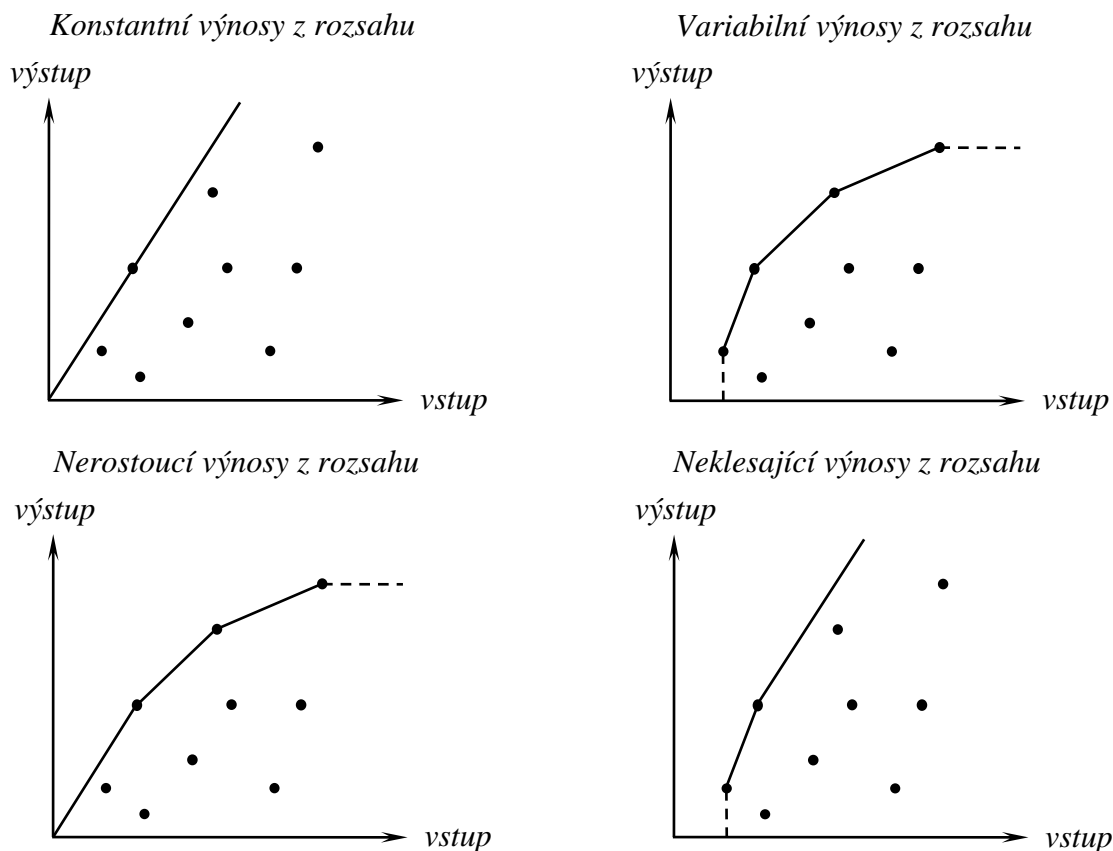 Konstantní výnosy z rozsahu
výstup
vstup
Variabilní výnosy z rozsahu
výstup
vstup
Nerostoucí výnosy z rozsahu
výstup
vstup
Neklesající výnosy z rozsahu
výstup
vstup